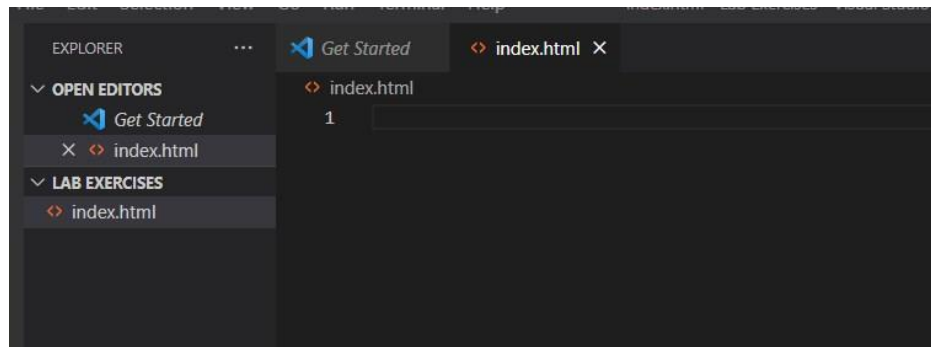 EXPLORER ...
OPEN EDITORS
Get Started
index.html
LAB EXERCISES
index.html
Get Started
index.html
index.html
1